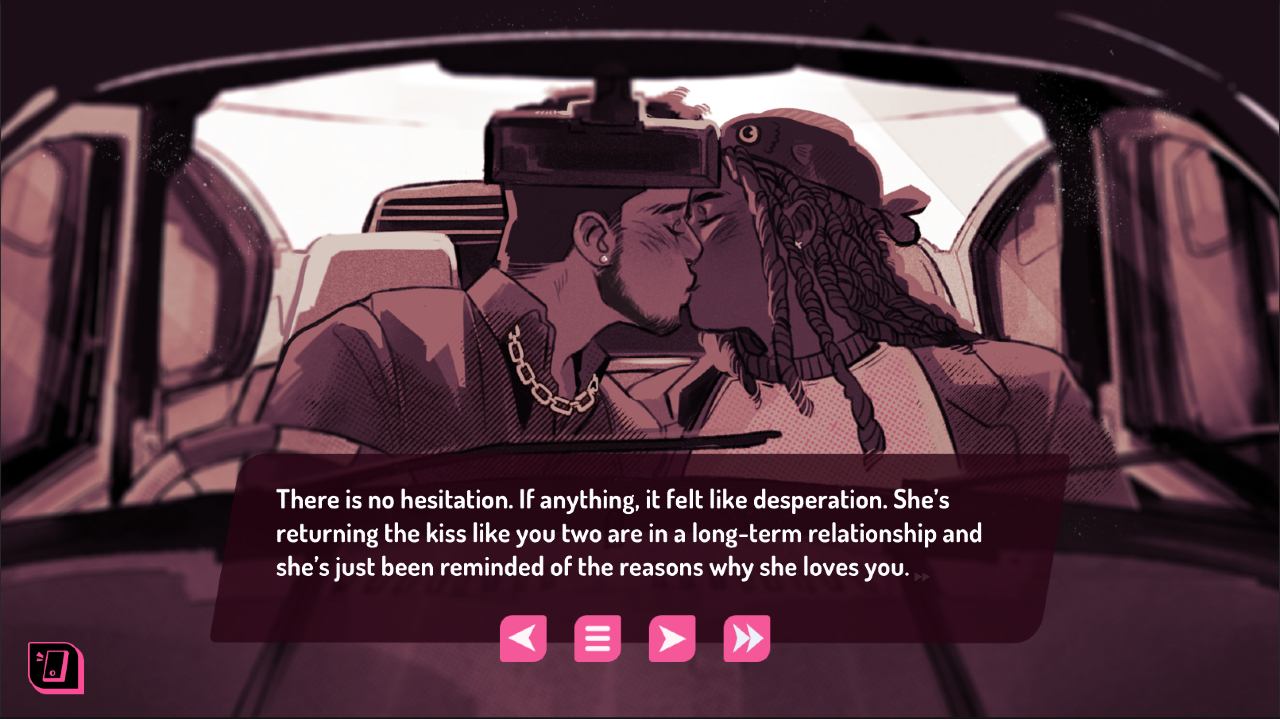 There is no hesitation. If anything, it felt like desperation. She’s
returning the kiss like you two are in a long-term relationship and
she’s just been reminded of the reasons why she loves you.